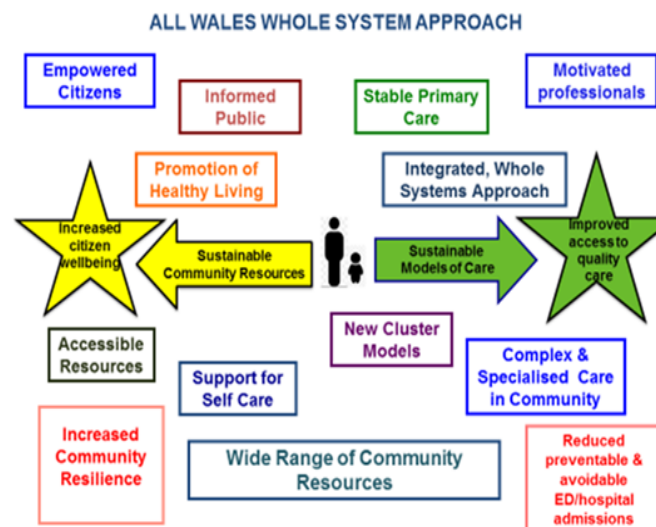 ALL WALES WHOLE SYSTEM APPROACH
Empowered
Citizens
Informed
Public
Stable Primary
Care
Motivated
professionals
Promotion of
Healthy Living
Integrated, Whole
Systems Approach
Increased
citizen
wellbeing
Sustainable
Community Resources
Sustainable
Models of Care
Improved
access to
quality
care
Accessible
Resources
Support for
Self Care
New Cluster
Models
Complex &
Specialised Care
in Community
Increased
Community
Resilience
Wide Range of Community
Resources
Reduced
preventable &
avoidable
ED/hospital
admissions